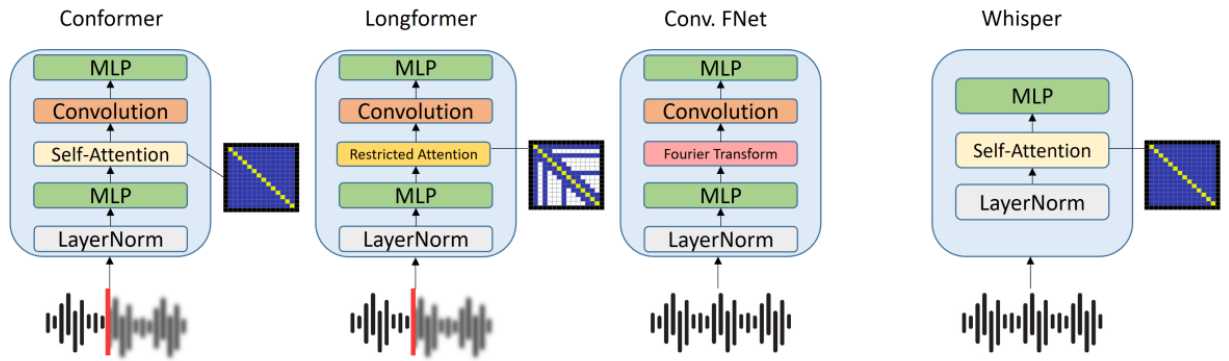 Conformer
MLP
Convolution
Self-Attention
MLP
LayerNorm
Longformer
MLP
Convolution
Restricted Attention
MLP
LayerNorm
Conv. FNet
MLP
Convolution
Fourier Transform
MLP
LayerNorm
Whisper
MLP
Self-Attention
LayerNorm